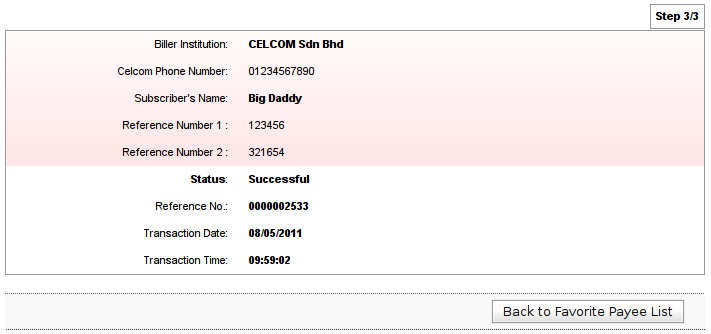 Step 3/3
Biller Institution: CELCOM Sdn Bhd
Celcom Phone Number: 01234567890
Subscriber's Name: Big Daddy
Reference Number 1 : 123456
Reference Number 2 : 321654
Status: Successful
Reference No.: 0000002533
Transaction Date: 08/05/2011
Transaction Time: 09:59:02
Back to Favorite Payee List